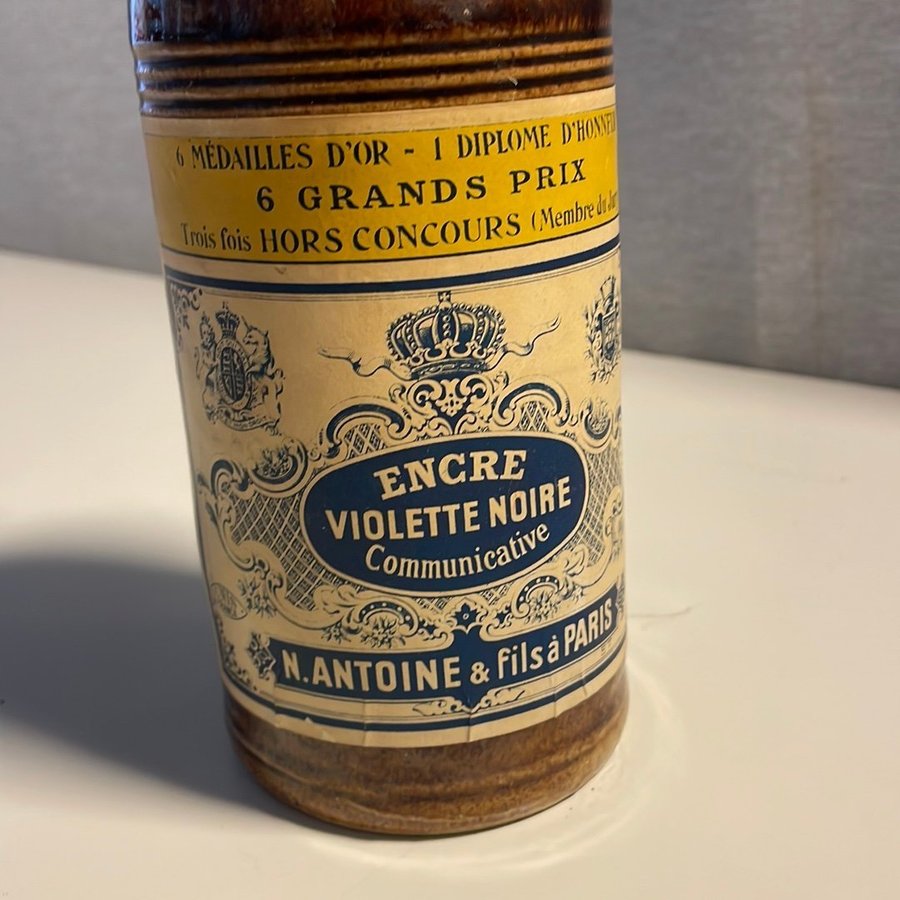 6 MÉDAILLES D'OR - 1 DIPLOME D'HONNEUR
6 GRANDS PRIX
Trois fois HORS CONCOURS (Membre du Jury
ENCRE
VIOLETTE NOIRE
Communicative
N. ANTOINE & fils à PARIS